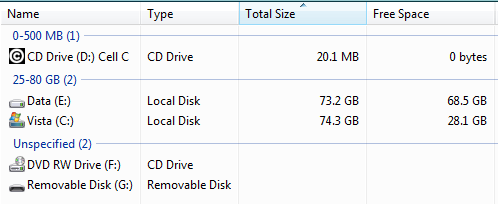 Name Type Total Size Free Space
0-500 MB (1)
CD Drive (D:) Cell C CD Drive 20.1 MB 0 bytes
25-80 GB (2)
Data (E:) Local Disk 73.2 GB 68.5 GB
Vista (C:) Local Disk 74.3 GB 28.1 GB
Unspecified (2)
DVD RW Drive (F:) CD Drive
Removable Disk (G:) Removable Disk